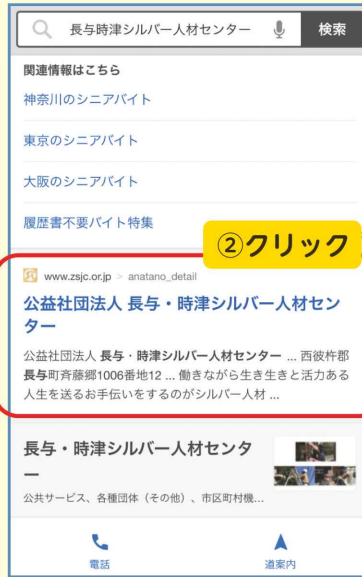 長与時津シルバー人材センター
検索
関連情報はこちら
神奈川のシニアバイト
東京のシニアバイト
大阪のシニアバイト
履歴書不要バイト特集
②クリック
www.zsjc.or.jp > anatano_detail
公益社団法人 長与・時津シルバー人材セン
ター
公益社団法人 長与・時津シルバー人材センター ... 西彼杵郡
長与町斉藤郷1006番地12 ... 働きながら生き生きと活力ある
人生を送るお手伝いをするのがシルバー人材 ...
長与・時津シルバー人材センタ
ー
公共サービス、各種団体（その他）、市区町村機...
電話
道案内